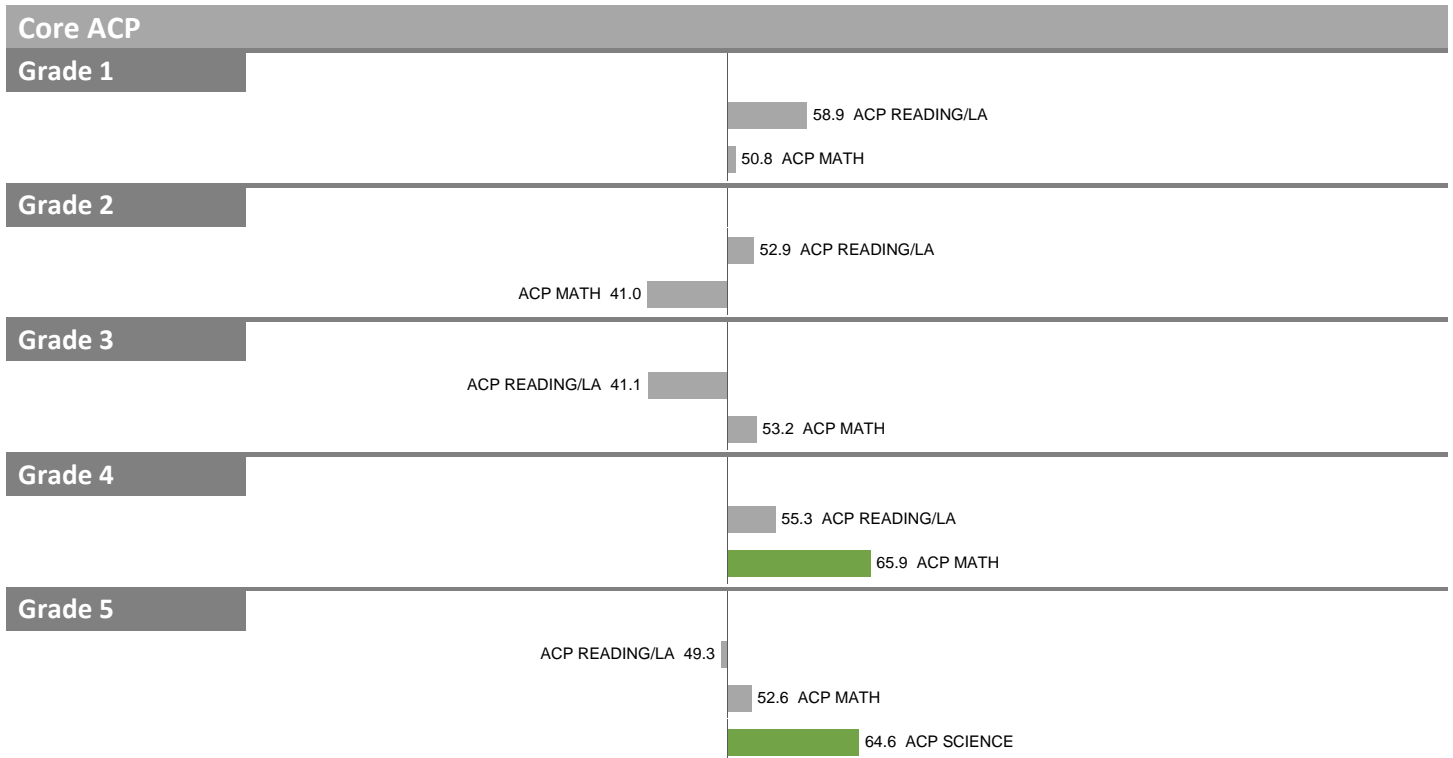 Core ACP
Grade 1
58.9 ACP READING/LA
50.8 ACP MATH
Grade 2
52.9 ACP READING/LA
ACP MATH 41.0
Grade 3
ACP READING/LA 41.1
53.2 ACP MATH
Grade 4
55.3 ACP READING/LA
65.9 ACP MATH
Grade 5
ACP READING/LA 49.3
52.6 ACP MATH
64.6 ACP SCIENCE